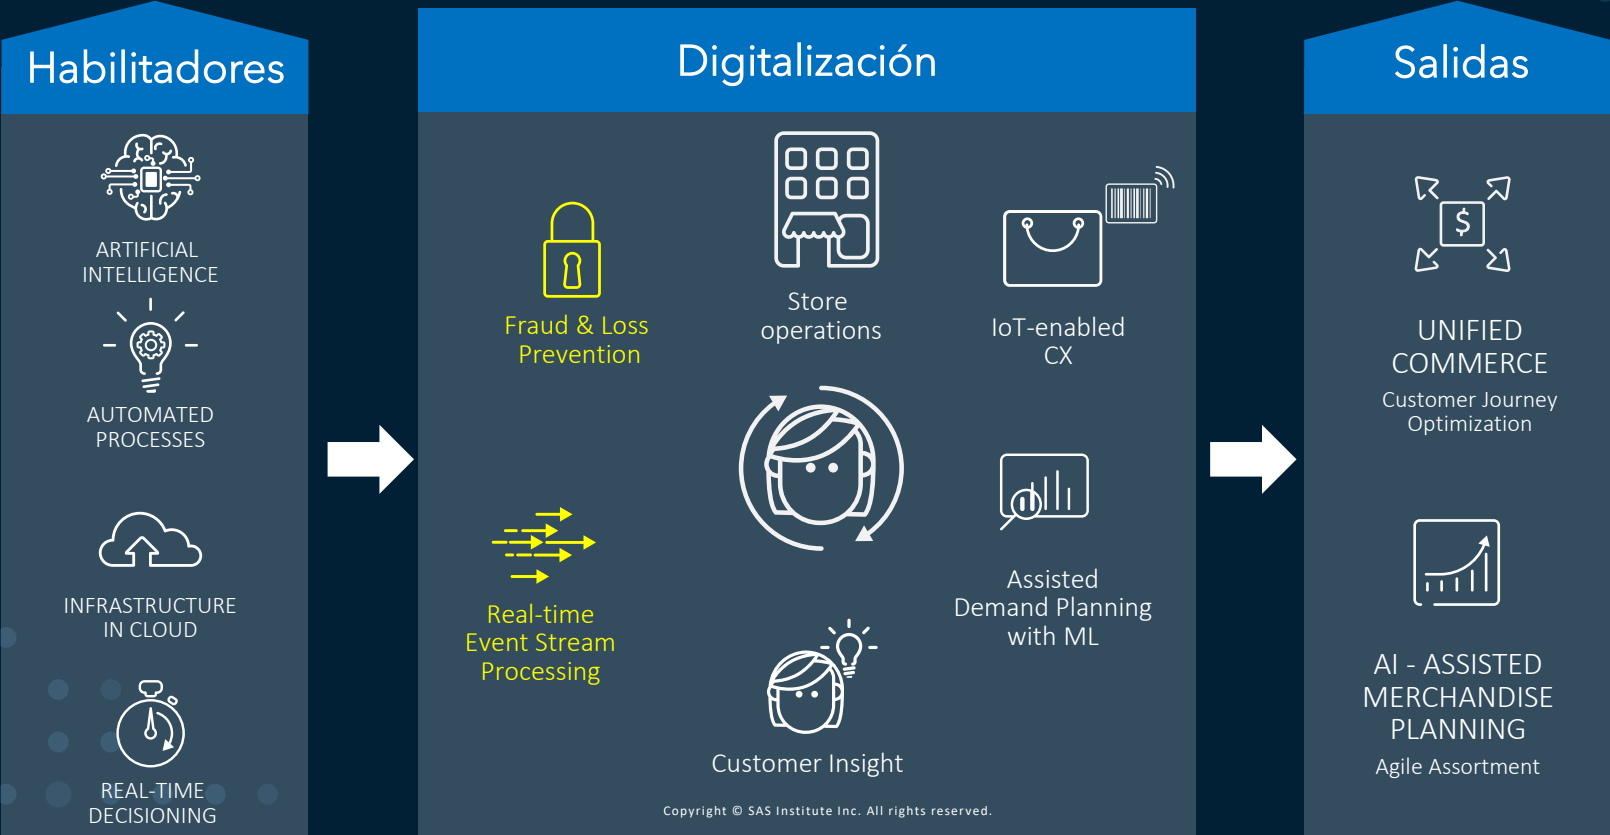 Habilitadores
ARTIFICIAL
INTELLIGENCE
AUTOMATED
PROCESSES
INFRASTRUCTURE
IN CLOUD
REAL-TIME
DECISIONING
Digitalización
Fraud & Loss
Prevention
Store
operations
IoT-enabled
CX
Real-time
Event Stream
Processing
Assisted
Demand Planning
with ML
Customer Insight
Copyright © SAS Institute Inc. All rights reserved.
Salidas
$
UNIFIED
COMMERCE
Customer Journey
Optimization
AI - ASSISTED
MERCHANDISE
PLANNING
Agile Assortment